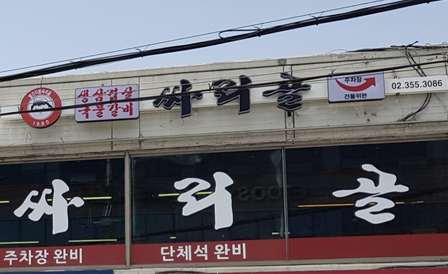 생삼겹살
국물갈비
싸리골
주차장
건물뒤편
02.355.3086
싸리골
주차장 완비
단체석 완비